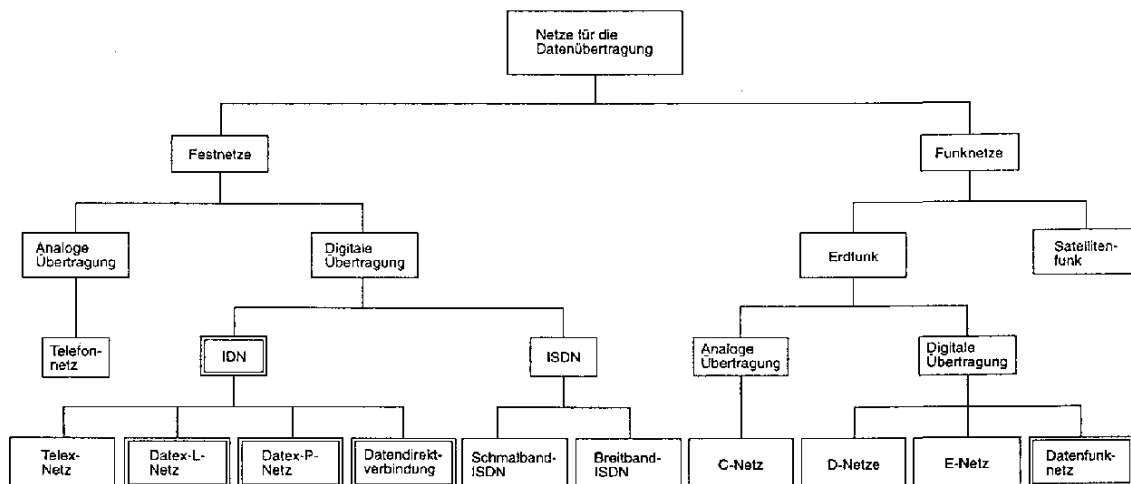 Netze für die
Datenübertragung
Festnetze
Funknetze
Analoge
Übertragung
Digitale
Übertragung
Erdfunk
Satelliten-
funk
Telefon-
netz
IDN
ISDN
Analoge
Übertragung
Digitale
Übertragung
Telex-
Netz
Datex-L-
Netz
Datex-P-
Netz
Datendirekt-
verbindung
Schmalband-
ISDN
Breitband-
ISDN
C-Netz
D-Netze
E-Netz
Datenfunk-
netz